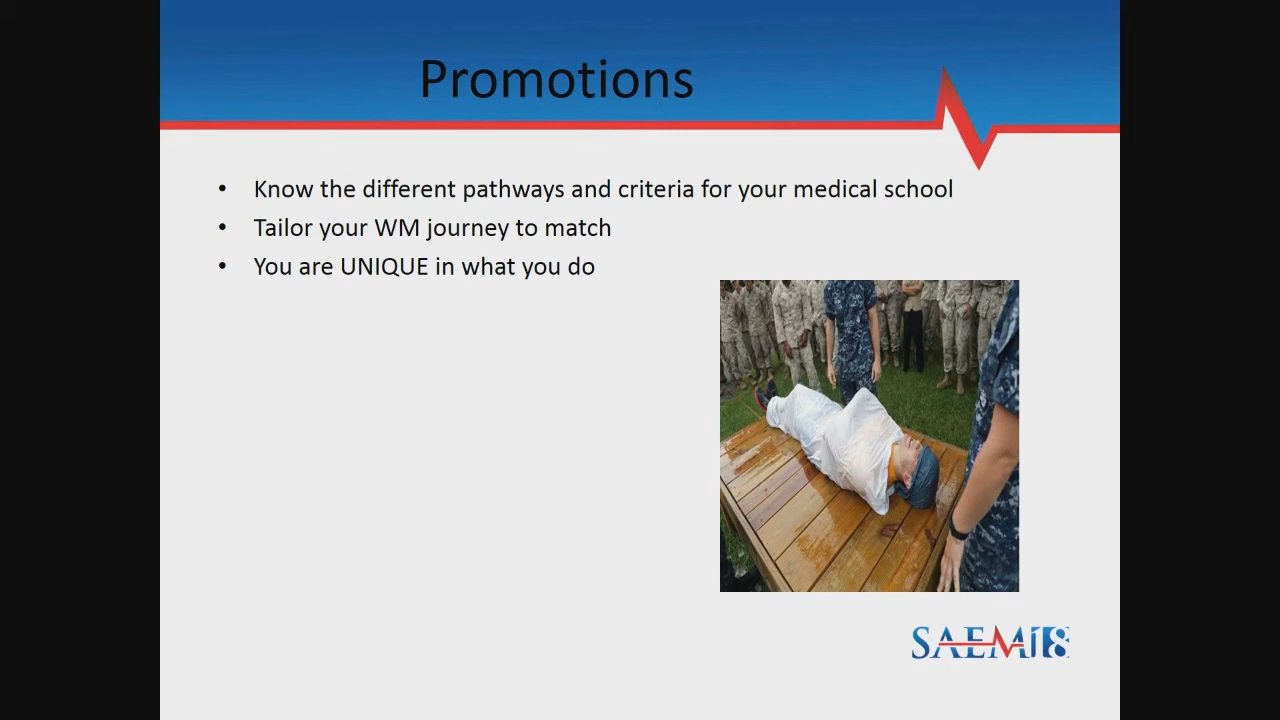 Promotions
• Know the different pathways and criteria for your medical school
• Tailor your WM journey to match
• You are UNIQUE in what you do
SAEM18